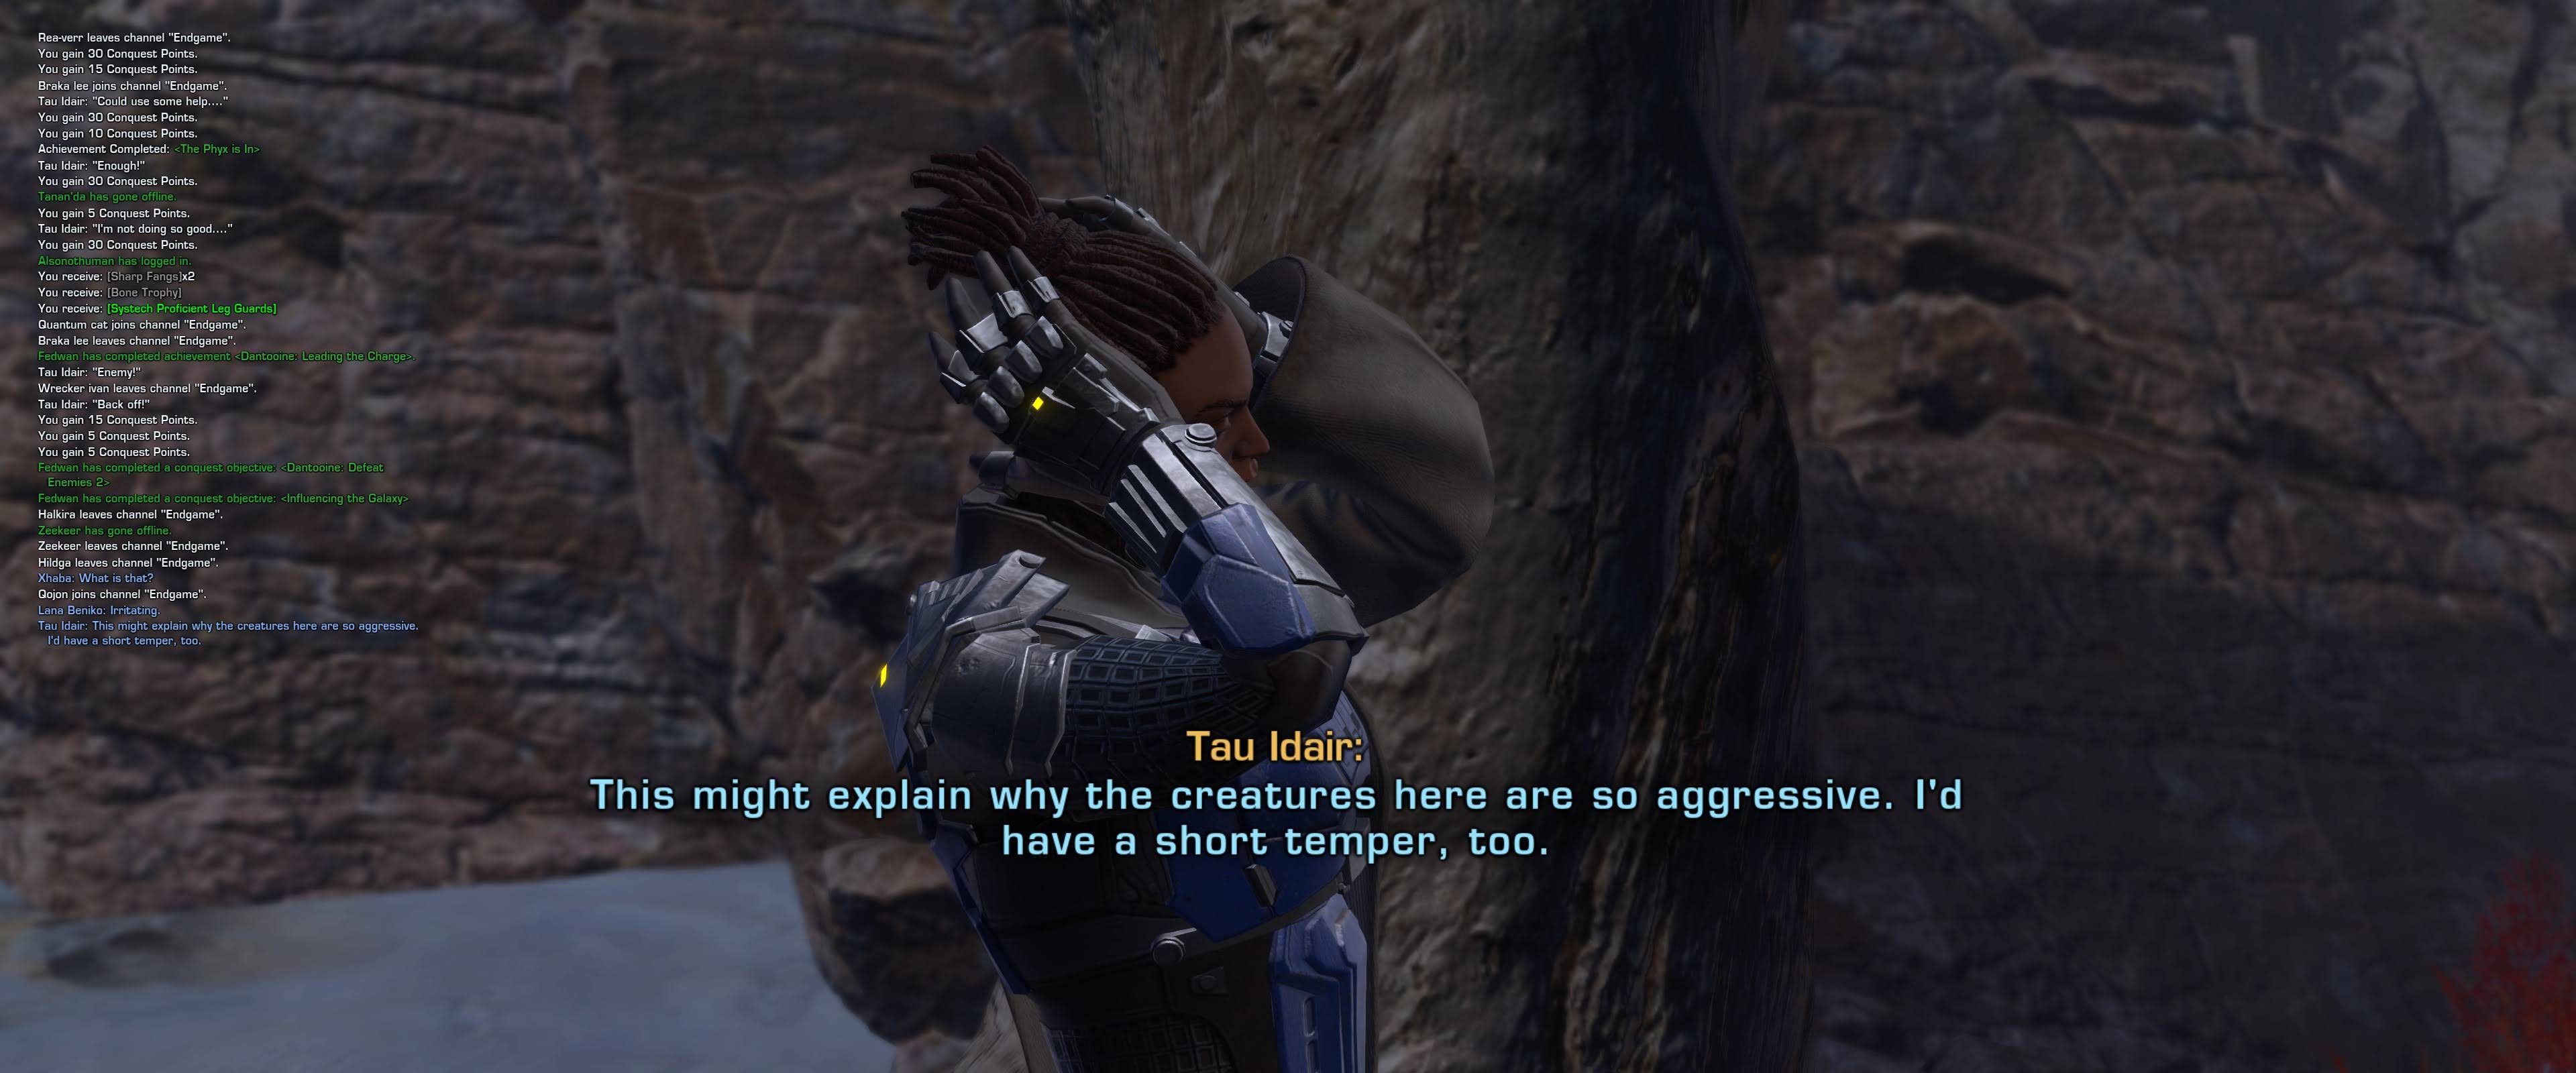 Rea-verr leaves channel "Endgame".
You gain 30 Conquest Points.
You gain 15 Conquest Points.
Braka lee joins channel "Endgame".
Tau Idair: "Could use some help...."
You gain 30 Conquest Points.
You gain 10 Conquest Points.
Achievement Completed: <The Phyx is In>
Tau Idair: "Enough!"
You gain 30 Conquest Points.
Tanan'da has gone offline.
You gain 5 Conquest Points.
Tau Idair: "I'm not doing so good...."
You gain 30 Conquest Points.
Alsonothuman has logged in.
You receive: [Sharp Fangs]x2
You receive: [Bone Trophy]
You receive: [Systech Proficient Leg Guards]
Quantum cat joins channel "Endgame".
Braka lee leaves channel "Endgame".
Fedwan has completed achievement <Dantooine: Leading the Charge>.
Tau Idair: "Enemy!"
Wrecker ivan leaves channel "Endgame".
Tau Idair: "Back off!"
You gain 15 Conquest Points.
You gain 5 Conquest Points.
You gain 5 Conquest Points.
Fedwan has completed a conquest objective: <Dantooine: Defeat
Enemies 2>
Fedwan has completed a conquest objective: <Influencing the Galaxy>
Halkira leaves channel "Endgame".
Zeekeer has gone offline.
Zeekeer leaves channel "Endgame".
Hildga leaves channel "Endgame".
Xhaba: What is that?
Qojon joins channel "Endgame".
Lana Beniko: Irritating.
Tau Idair: This might explain why the creatures here are so aggressive.
I'd have a short temper, too.
Tau Idair:
This might explain why the creatures here are so aggressive. I'd
have a short temper, too.